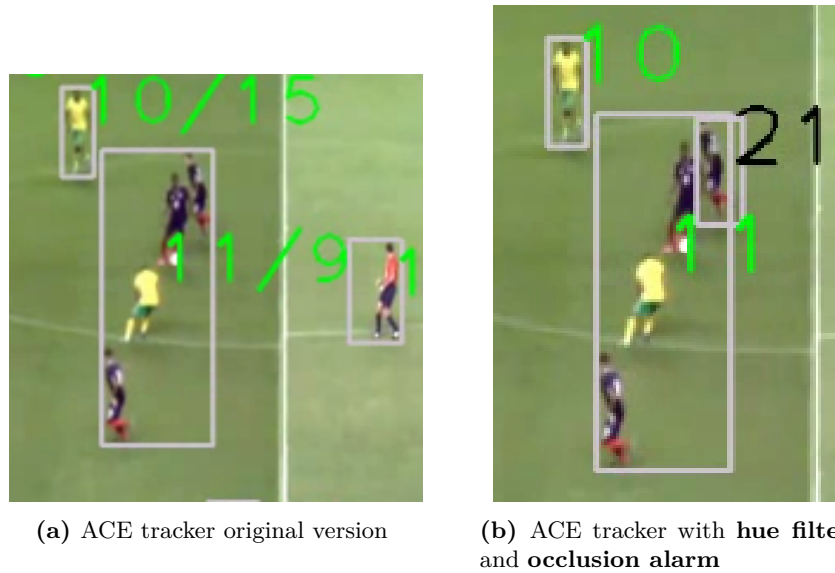 10/15
11/9
1
10
21
11
(a) ACE tracker original version
(b) ACE tracker with hue filte
and occlusion alarm